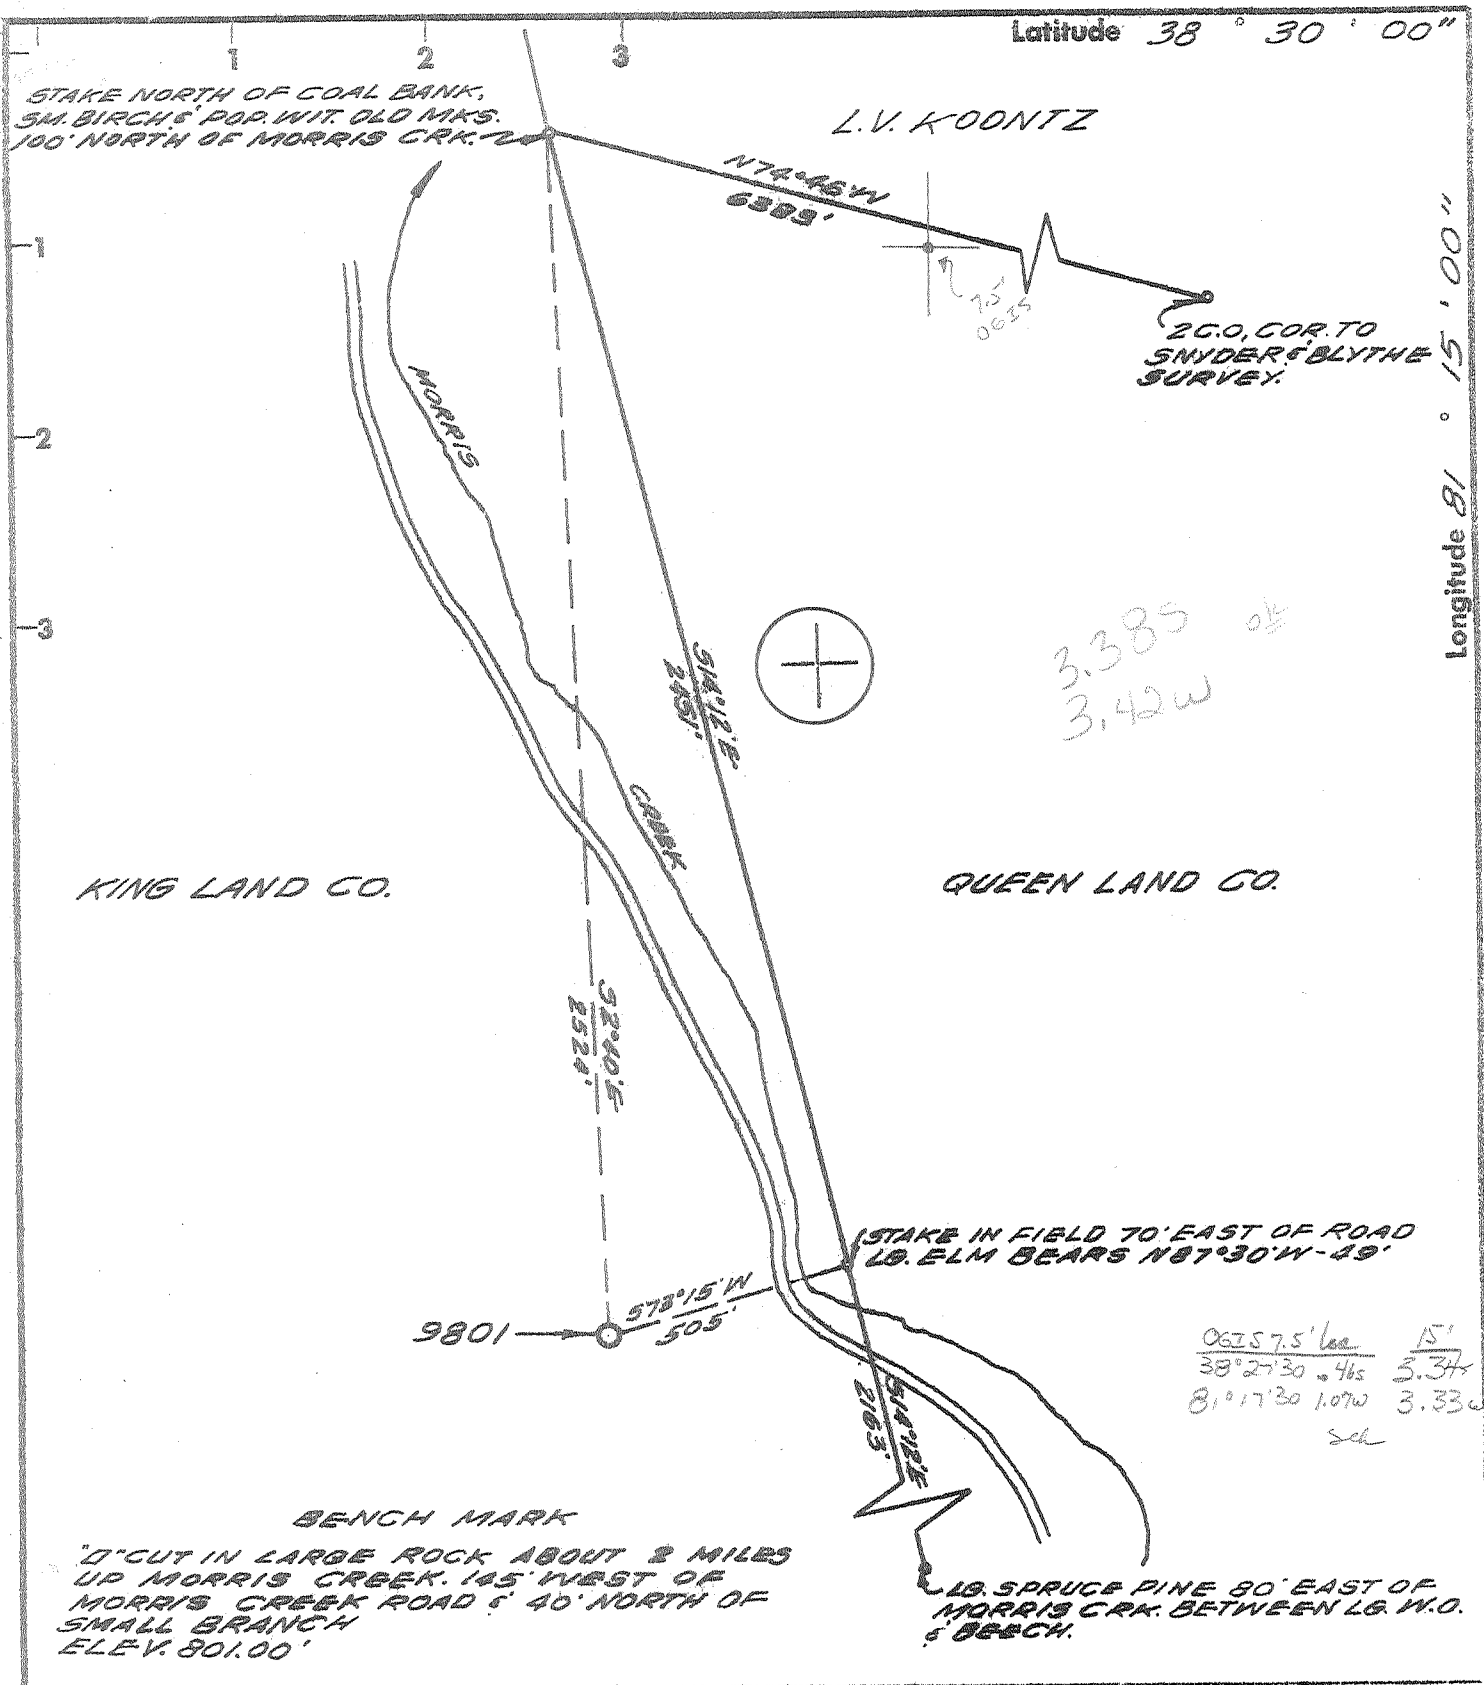 Latitude 38 ° 30 ' 00"
1
2
3
STAKE NORTH OF COAL BANK,
SM. BIRCH & POP. WIT. OLD MKS.
100' NORTH OF MORRIS CRK.
L.V. KOONTZ
N74°46'W
6389'
1
7.5'
OGIS
2 C.O., COR. TO
SNYDER & BLYTHE
SURVEY.
Longitude 81 ° 15 ' 00"
MORRIS
2
3
S14°12'E
2451'
3.38S
3.42W
CREEK
KING LAND CO.
QUEEN LAND CO.
S2°40'E
2524'
STAKE IN FIELD 70' EAST OF ROAD
LG. ELM BEARS N87°30'W-49'
S73°15'W
505'
9801
OGIS 7.5' loc 15'
38°27'30 .46s 3.34s
81°17'30 1.07w 3.33w
S14°12'E
2163'
BENCH MARK
"□" CUT IN LARGE ROCK ABOUT 2 MILES
UP MORRIS CREEK. 145' WEST OF
MORRIS CREEK ROAD & 40' NORTH OF
SMALL BRANCH
ELEV. 801.00'
LG. SPRUCE PINE 80' EAST OF
MORRIS CRK. BETWEEN LG. W.O.
& BEECH.